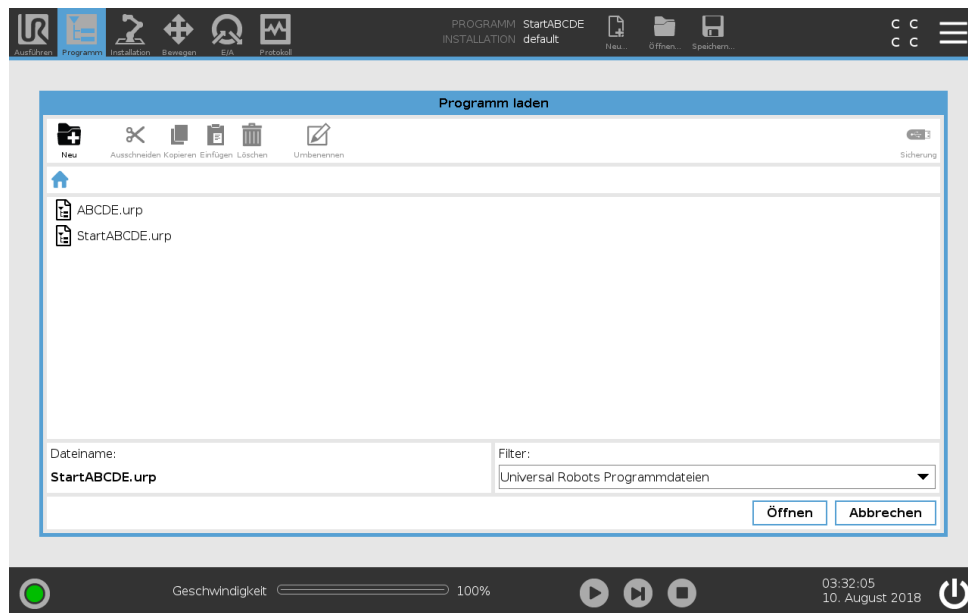 PROGRAMM StartABCDE
INSTALLATION default
C C
C C
Ausführen Programm Installation Bewegen E/A Protokoll Neu... Öffnen... Speichern...
Programm laden
Neu Ausschneiden Kopieren Einfügen Löschen Umbenennen Sicherung
ABCDE.urp
StartABCDE.urp
Dateiname:
StartABCDE.urp
Filter:
Universal Robots Programmdateien
Öffnen Abbrechen
Geschwindigkeit 100%
03:32:05
10. August 2018